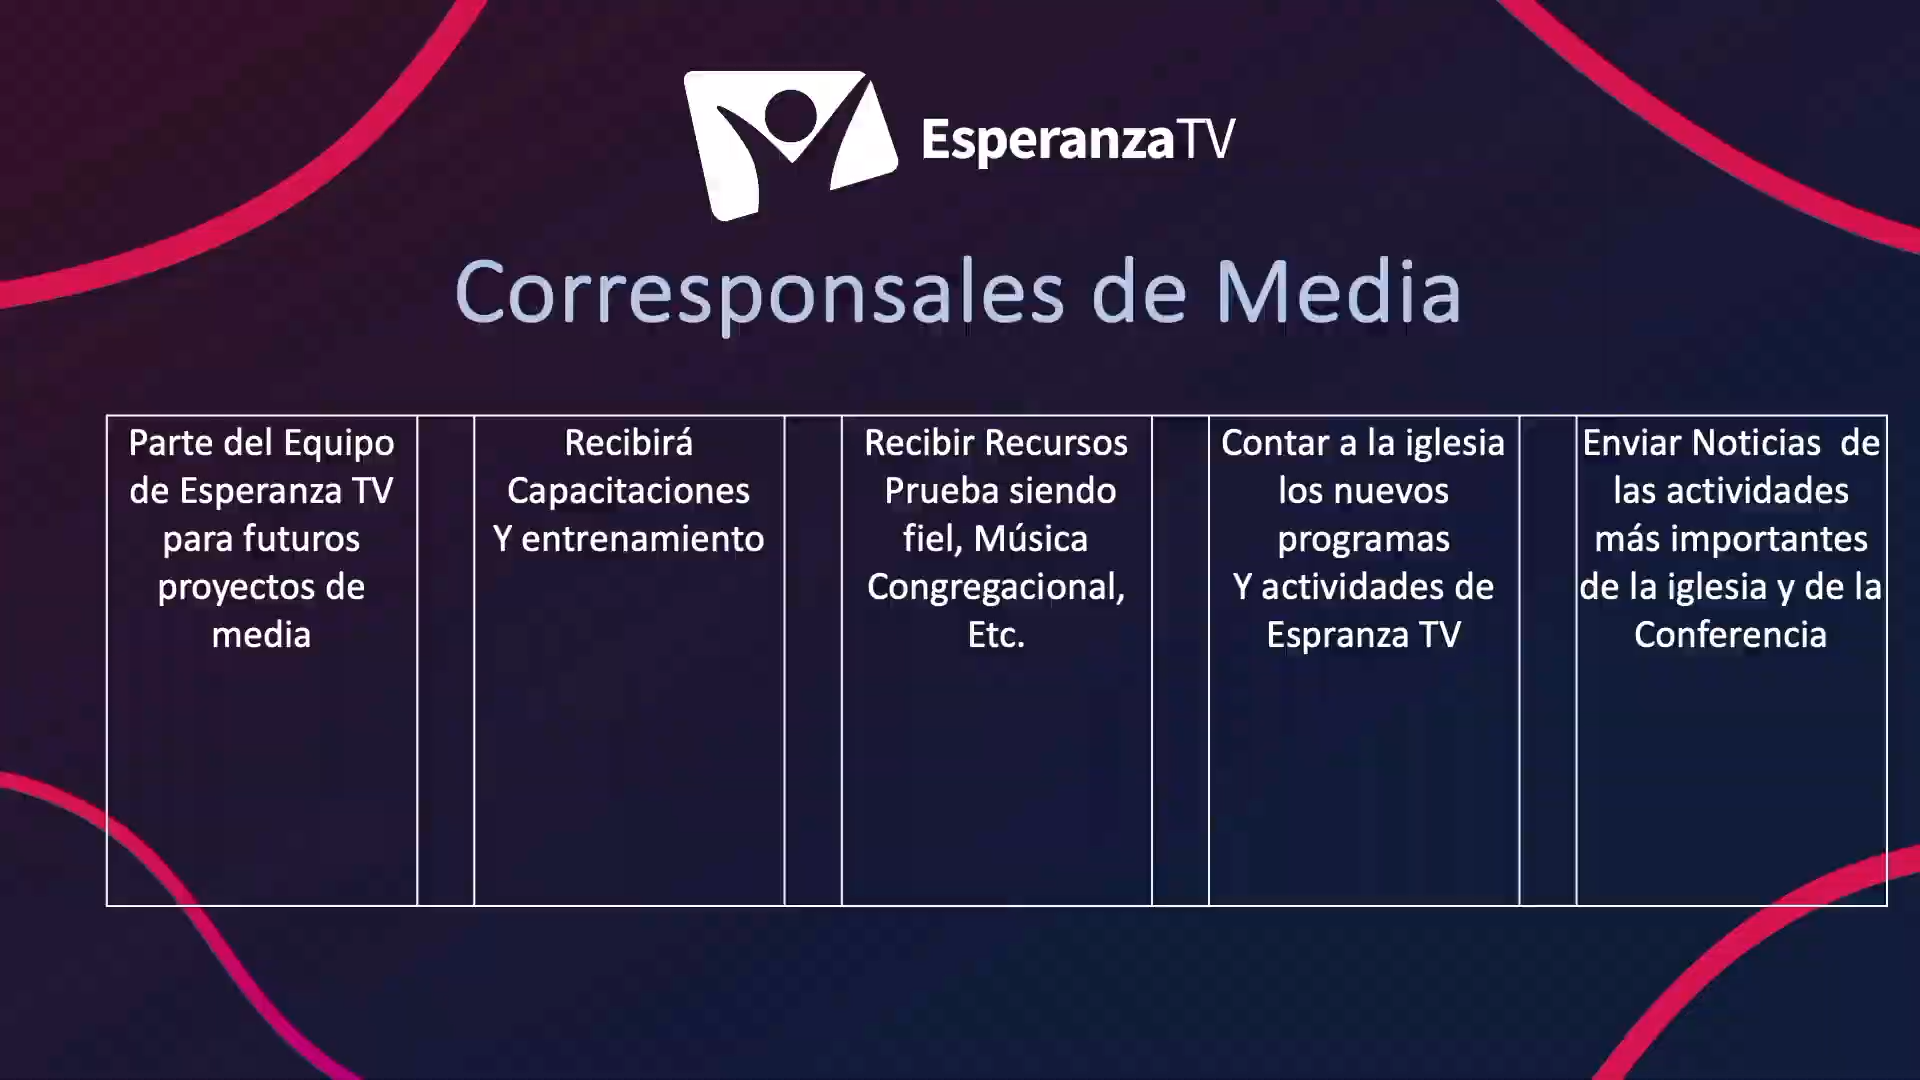 EsperanzaTV
Corresponsales de Media
Parte del Equipo
de Esperanza TV
para futuros
proyectos de
media
Recibirá
Capacitaciones
Y entrenamiento
Recibir Recursos
Prueba siendo
fiel, Música
Congregacional,
Etc.
Contar a la iglesia
los nuevos
programas
Y actividades de
Espranza TV
Enviar Noticias  de
las actividades
más importantes
de la iglesia y de la
Conferencia